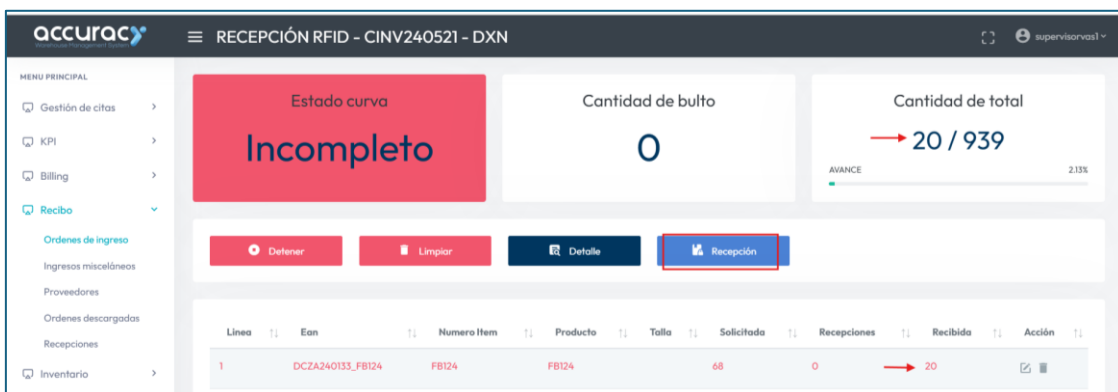 accuracy
Warehouse Management System
RECEPCIÓN RFID - CINV240521 - DXN
supervisorvas1
MENU PRINCIPAL
Gestión de citas
KPI
Billing
Recibo
Ordenes de ingreso
Ingresos misceláneos
Proveedores
Ordenes descargadas
Recepciones
Inventario
Estado curva
Incompleto
Cantidad de bulto
0
Cantidad de total
20 / 939
AVANCE 2.13%
Detener Limpiar Detalle Recepción
Linea Ean Numero Item Producto Talla Solicitada Recepciones Recibida Acción
1 DCZA240133_FB124 FB124 FB124 68 0 20